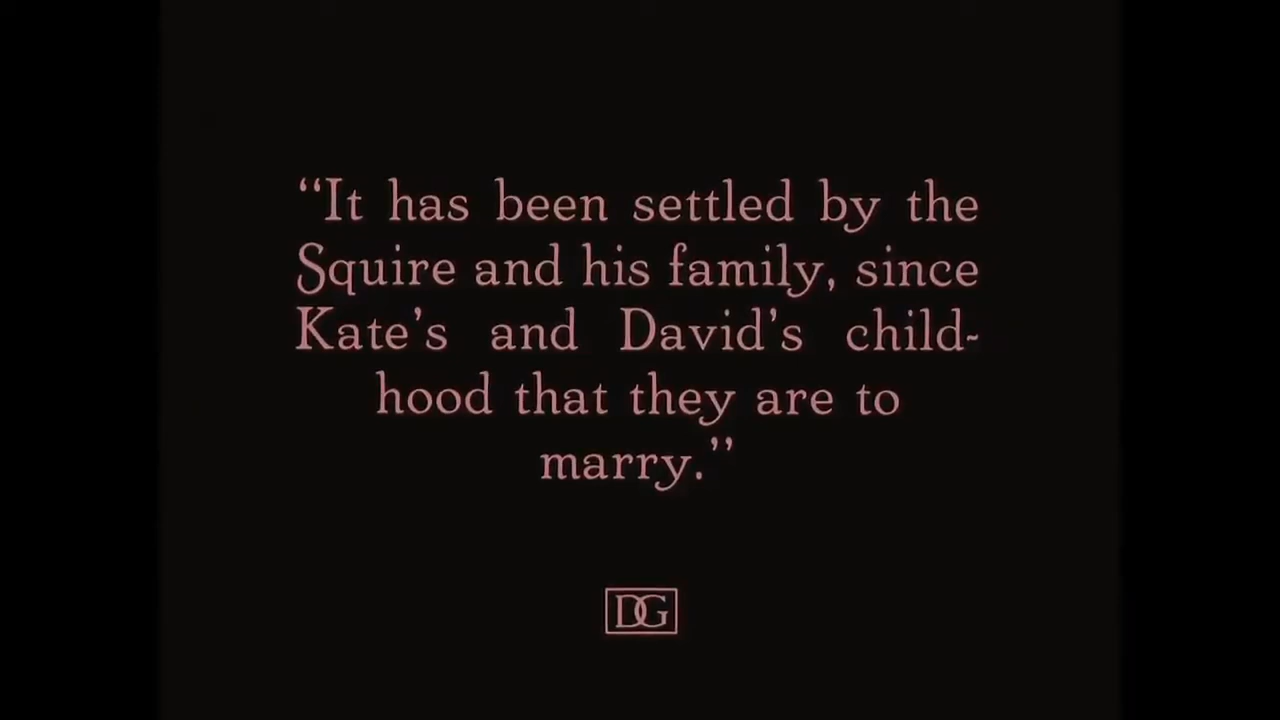 “It has been settled by the
Squire and his family, since
Kate’s and David’s child-
hood that they are to
marry.”
DG